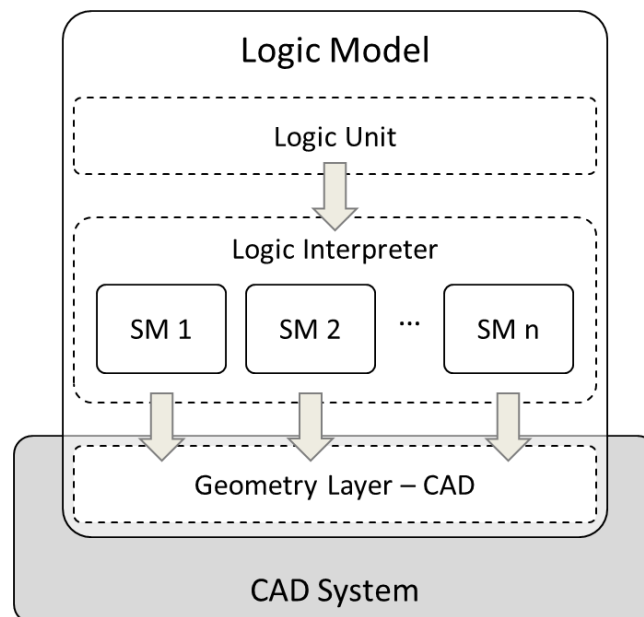 Logic Model
Logic Unit
Logic Interpreter
SM 1 SM 2 ... SM n
Geometry Layer – CAD
CAD System